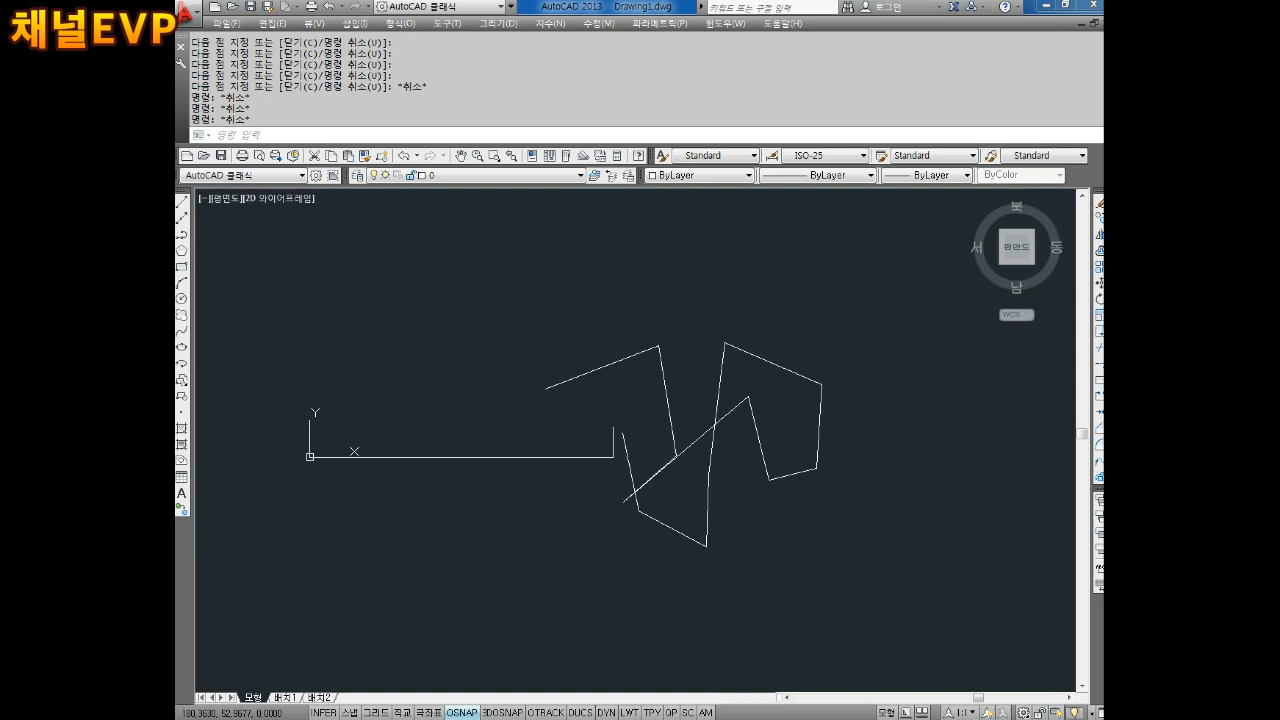 채널EVP
AutoCAD 클래식
AutoCAD 2013 Drawing1.dwg
키워드 또는 구절 입력
로그인
파일(F) 편집(E) 뷰(V) 삽입(I) 형식(O) 도구(T) 그리기(D) 치수(N) 수정(M) 파라메트릭(P) 윈도우(W) 도움말(H)
다음 점 지정 또는 [닫기(C)/명령 취소(U)]:
다음 점 지정 또는 [닫기(C)/명령 취소(U)]:
다음 점 지정 또는 [닫기(C)/명령 취소(U)]:
다음 점 지정 또는 [닫기(C)/명령 취소(U)]:
다음 점 지정 또는 [닫기(C)/명령 취소(U)]: *취소*
명령: *취소*
명령: *취소*
명령: *취소*
명령 입력
Standard ISO-25 Standard Standard
AutoCAD 클래식 0 ByLayer ByLayer ByLayer ByColor
[-][평면도][2D 와이어프레임]
북
서 평면도 동
남
WCS
Y
X
A
모형 배치1 배치2
180.3630, 52.9677, 0.0000 INFER 스냅 그리드 직교 극좌표 OSNAP 3DOSNAP OTRACK DUCS DYN LWT TPY QP SC AM 모형 1:1